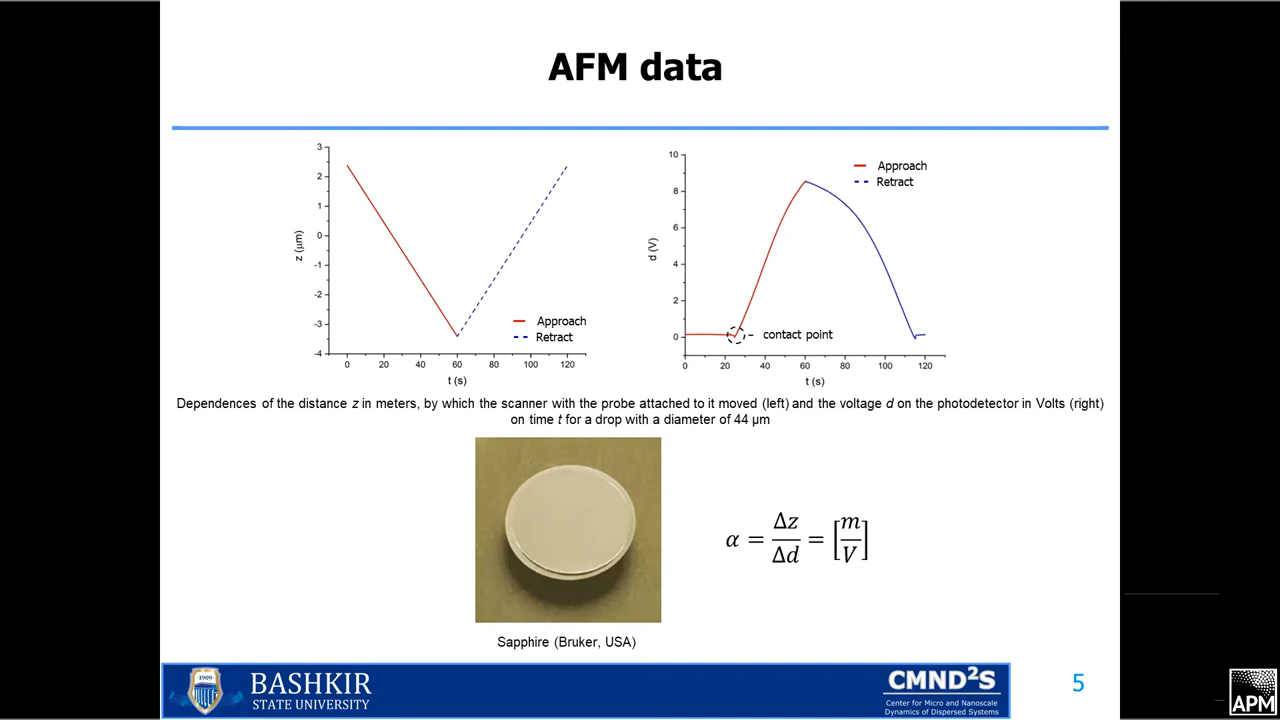 AFM data
3
2
1
0
-1
-2
-3
-4
z (μm)
0 20 40 60 80 100 120
t (s)
Approach
Retract
10
8
6
4
2
0
d (V)
0 20 40 60 80 100 120
t (s)
Approach
Retract
contact point
Dependences of the distance z in meters, by which the scanner with the probe attached to it moved (left) and the voltage d on the photodetector in Volts (right)
on time t for a drop with a diameter of 44 μm
α = Δz/Δd = [m/V]
Sapphire (Bruker, USA)
1909
BASHKIR
STATE UNIVERSITY
CMND²S
Center for Micro and Nanoscale
Dynamics of Dispersed Systems
5
APM